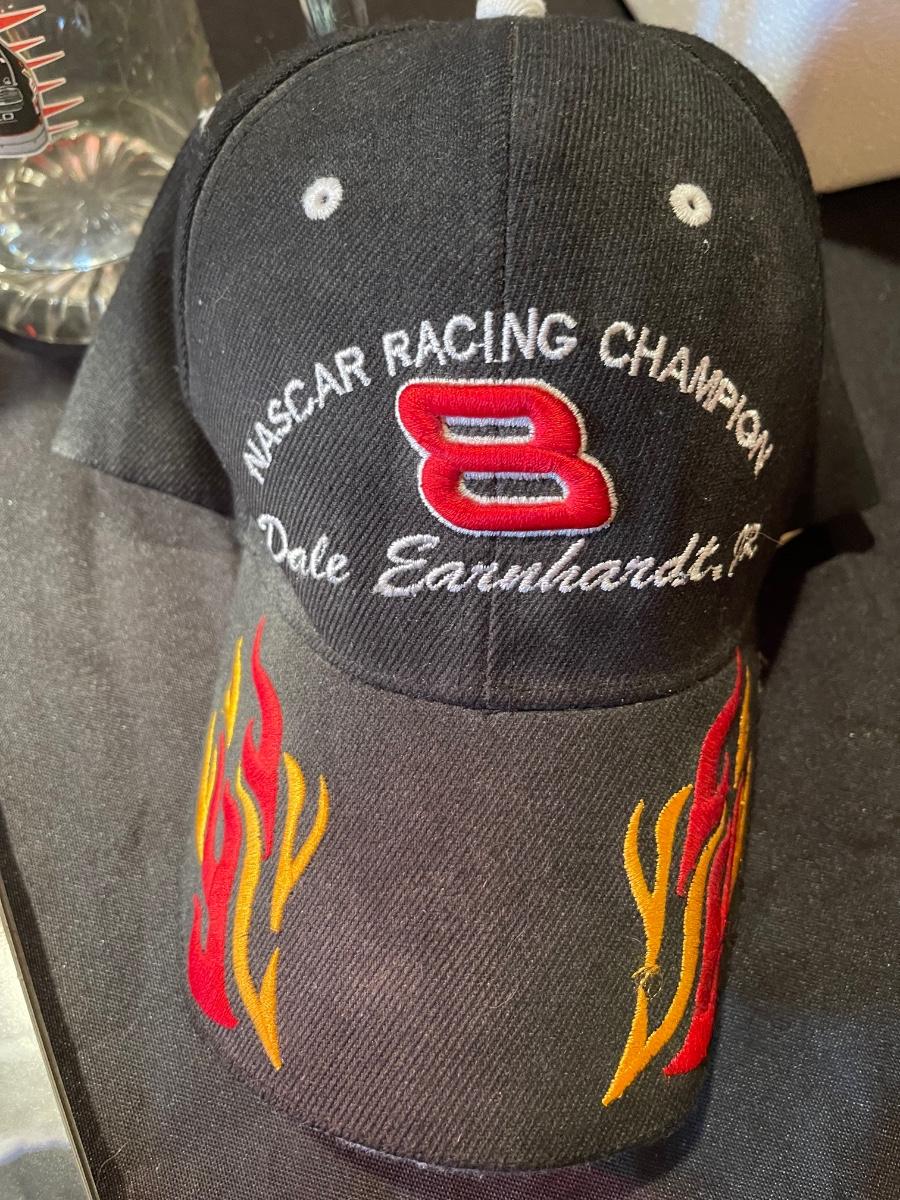 NASCAR RACING CHAMPION
8
Dale Earnhardt, JR